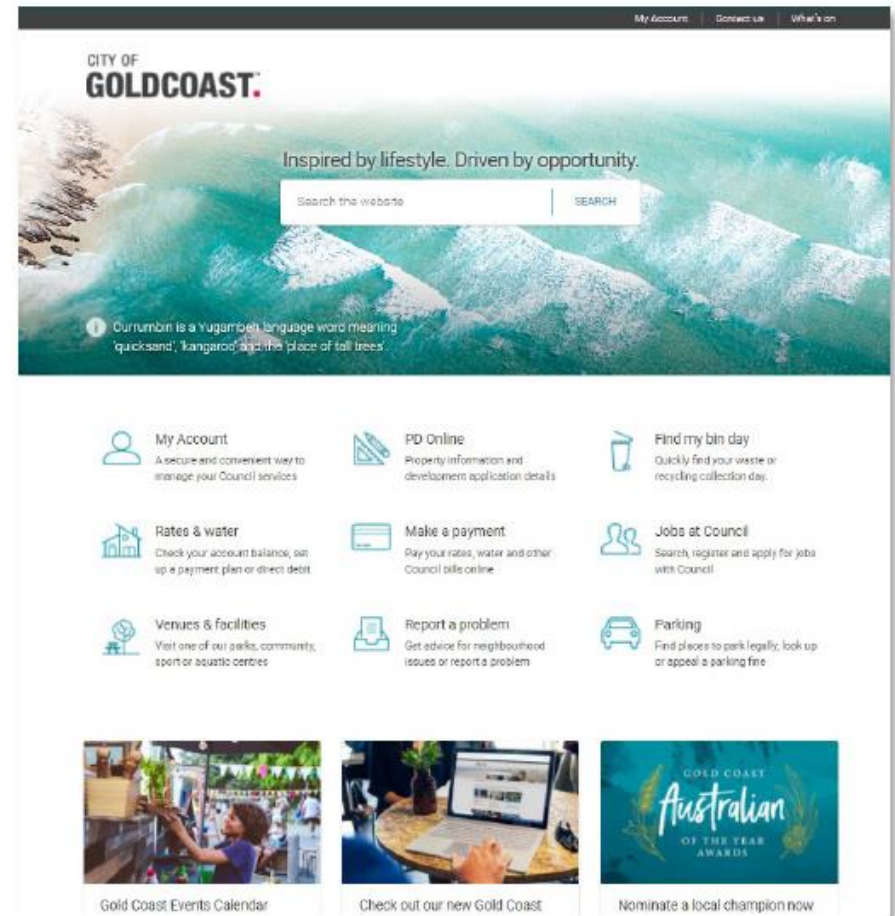 My Account
Contact us
What's on
CITY OF
GOLDCOAST.
Inspired by lifestyle. Driven by opportunity.
Search the website
SEARCH
Currumbin is a Yugambeh language word meaning
'quicksand', 'kangaroo' and the 'place of tall trees'.
My Account
A secure and convenient way to
manage your Council services
PD Online
Property information and
development application details
Find my bin day
Quickly find your waste or
recycling collection day.
Rates & water
Check your account balance, set
up a payment plan or direct debit
Make a payment
Pay your rates, water and other
Council bills online
Jobs at Council
Search, register and apply for jobs
with Council
Venues & facilities
Visit one of our parks, community,
sport or aquatic centres
Report a problem
Get advice for neighbourhood
issues or report a problem
Parking
Find places to park legally, look up
or appeal a parking fine
GOLD COAST
Australian
OF THE YEAR
AWARDS
Gold Coast Events Calendar
Check out our new Gold Coast
Nominate a local champion now